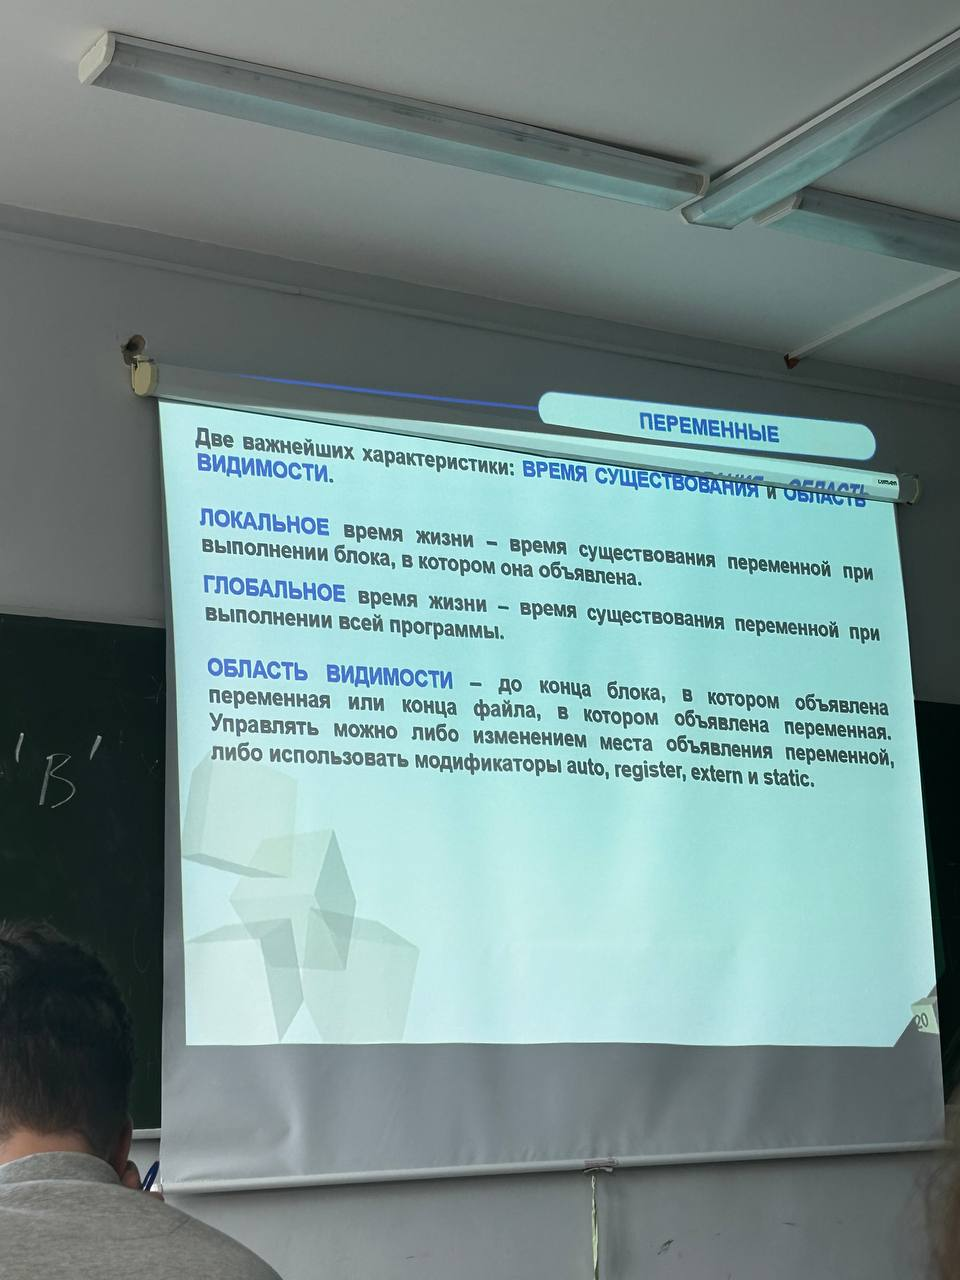 ПЕРЕМЕННЫЕ
Две важнейших характеристики: ВРЕМЯ СУЩЕСТВОВАНИЯ и ОБЛАСТЬ
ВИДИМОСТИ.
ЛОКАЛЬНОЕ время жизни – время существования переменной при
выполнении блока, в котором она объявлена.
ГЛОБАЛЬНОЕ время жизни – время существования переменной при
выполнении всей программы.
ОБЛАСТЬ ВИДИМОСТИ – до конца блока, в котором объявлена
переменная или конца файла, в котором объявлена переменная.
Управлять можно либо изменением места объявления переменной,
либо использовать модификаторы auto, register, extern и static.
20
'B'